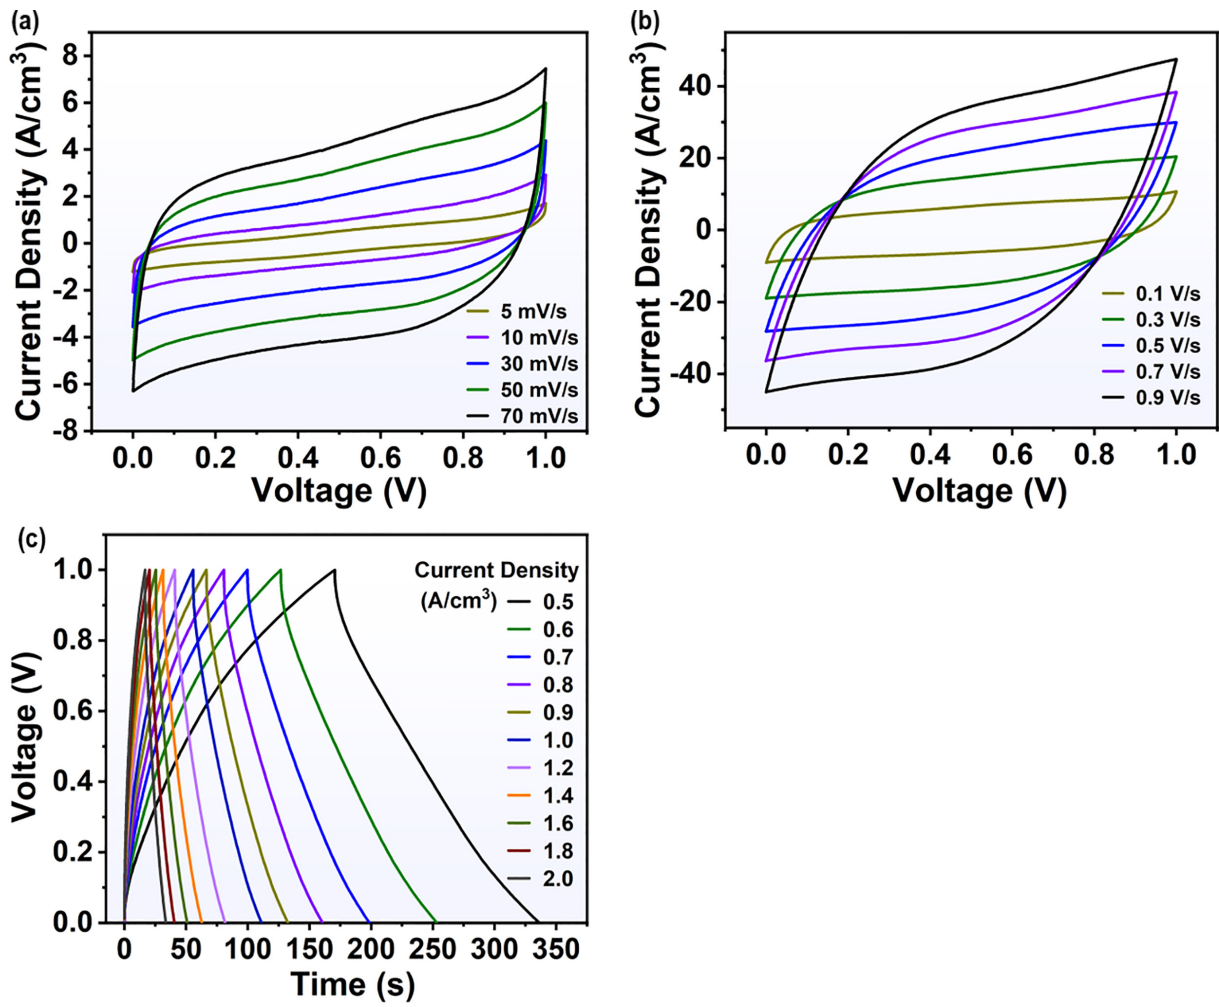 (a)
Current Density (A/cm³)
8
6
4
2
0
-2
-4
-6
-8
5 mV/s
10 mV/s
30 mV/s
50 mV/s
70 mV/s
0.0 0.2 0.4 0.6 0.8 1.0
Voltage (V)
(b)
Current Density (A/cm³)
40
20
0
-20
-40
0.1 V/s
0.3 V/s
0.5 V/s
0.7 V/s
0.9 V/s
0.0 0.2 0.4 0.6 0.8 1.0
Voltage (V)
(c)
Voltage (V)
1.0
0.8
0.6
0.4
0.2
0.0
Current Density
(A/cm³)
0.5
0.6
0.7
0.8
0.9
1.0
1.2
1.4
1.6
1.8
2.0
0 50 100 150 200 250 300 350
Time (s)